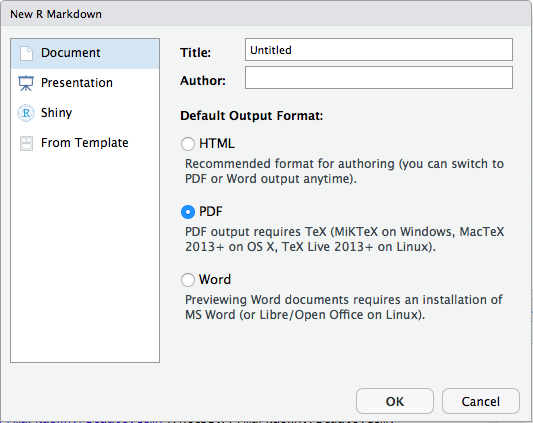 New R Markdown
Document
Presentation
Shiny
From Template
Title: Untitled
Author:
Default Output Format:
HTML
Recommended format for authoring (you can switch to
PDF or Word output anytime).
PDF
PDF output requires TeX (MiKTeX on Windows, MacTeX
2013+ on OS X, TeX Live 2013+ on Linux).
Word
Previewing Word documents requires an installation of
MS Word (or Libre/Open Office on Linux).
OK Cancel